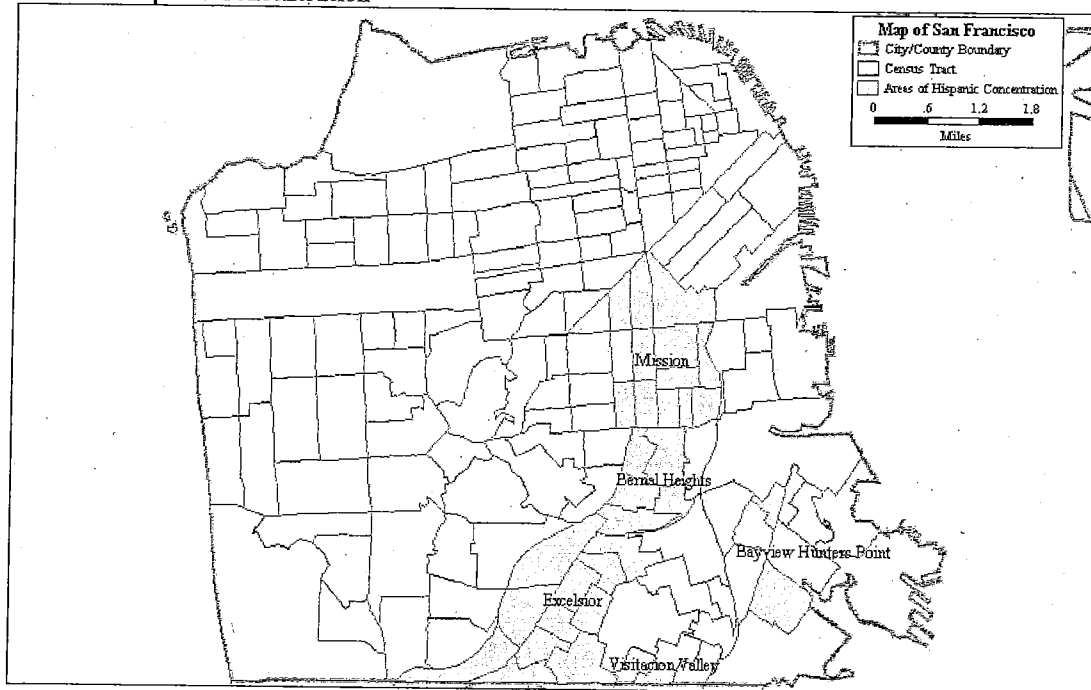 Map of San Francisco
City/County Boundary
Census Tract
Areas of Hispanic Concentration
0 .6 1.2 1.8
Miles
Mission
Bernal Heights
Bayview Hunters Point
Excelsior
Visitacion Valley